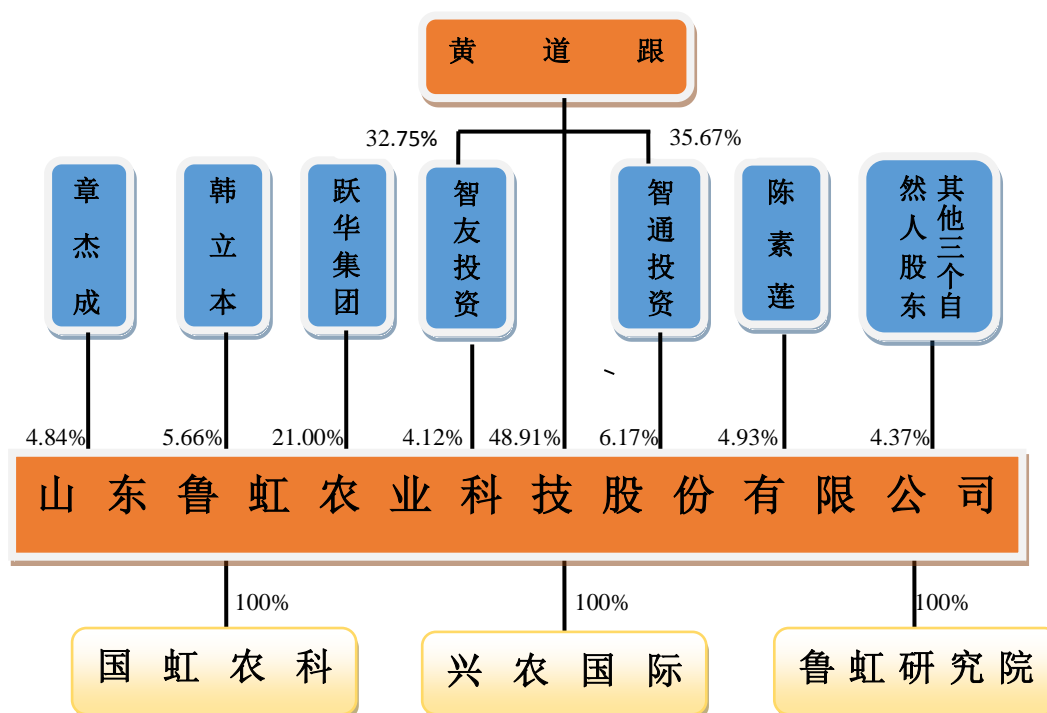 黄道跟
32.75%
35.67%
章杰成
韩立本
跃华集团
智友投资
智通投资
陈素莲
其他三个自
然人股东
4.84%
5.66%
21.00%
4.12%
48.91%
6.17%
4.93%
4.37%
山东鲁虹农业科技股份有限公司
100%
100%
100%
国虹农科
兴农国际
鲁虹研究院